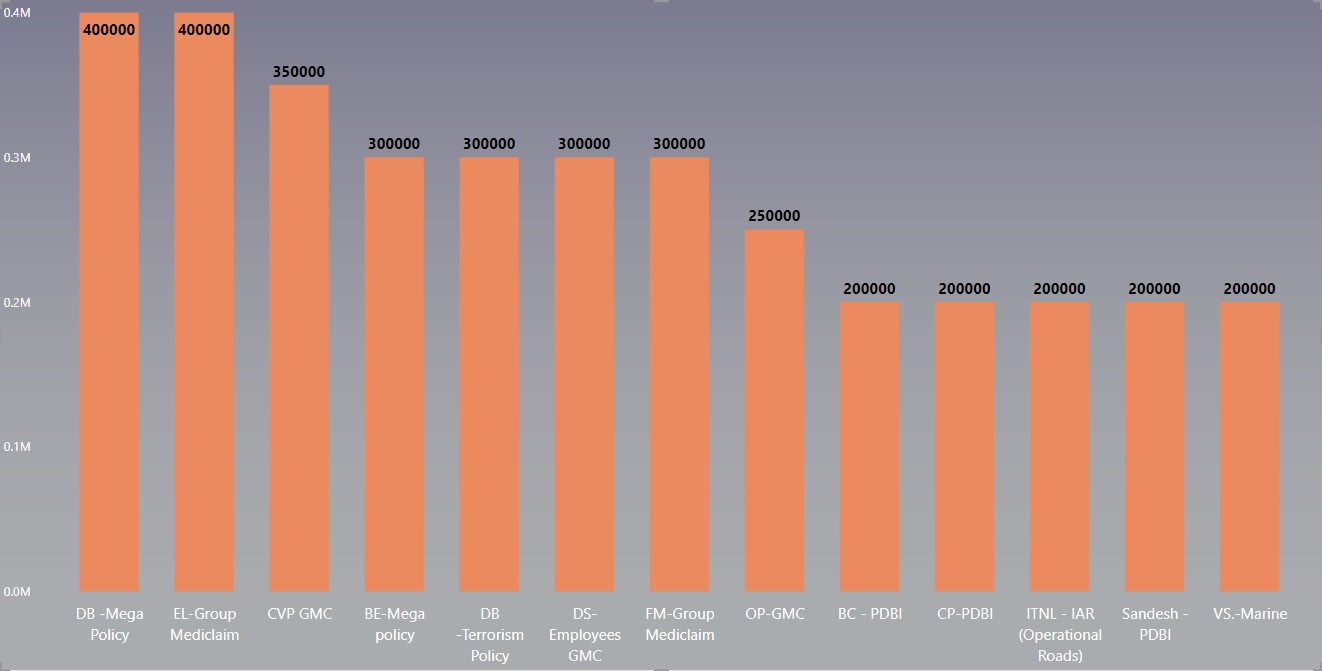 0.4M
0.3M
0.2M
0.1M
0.0M
400000
400000
350000
300000
300000
300000
300000
250000
200000
200000
200000
200000
200000
DB -Mega
Policy
EL-Group
Mediclaim
CVP GMC
BE-Mega
policy
DB
-Terrorism
Policy
DS-
Employees
GMC
FM-Group
Mediclaim
OP-GMC
BC - PDBI
CP-PDBI
ITNL - IAR
(Operational
Roads)
Sandesh -
PDBI
VS.-Marine